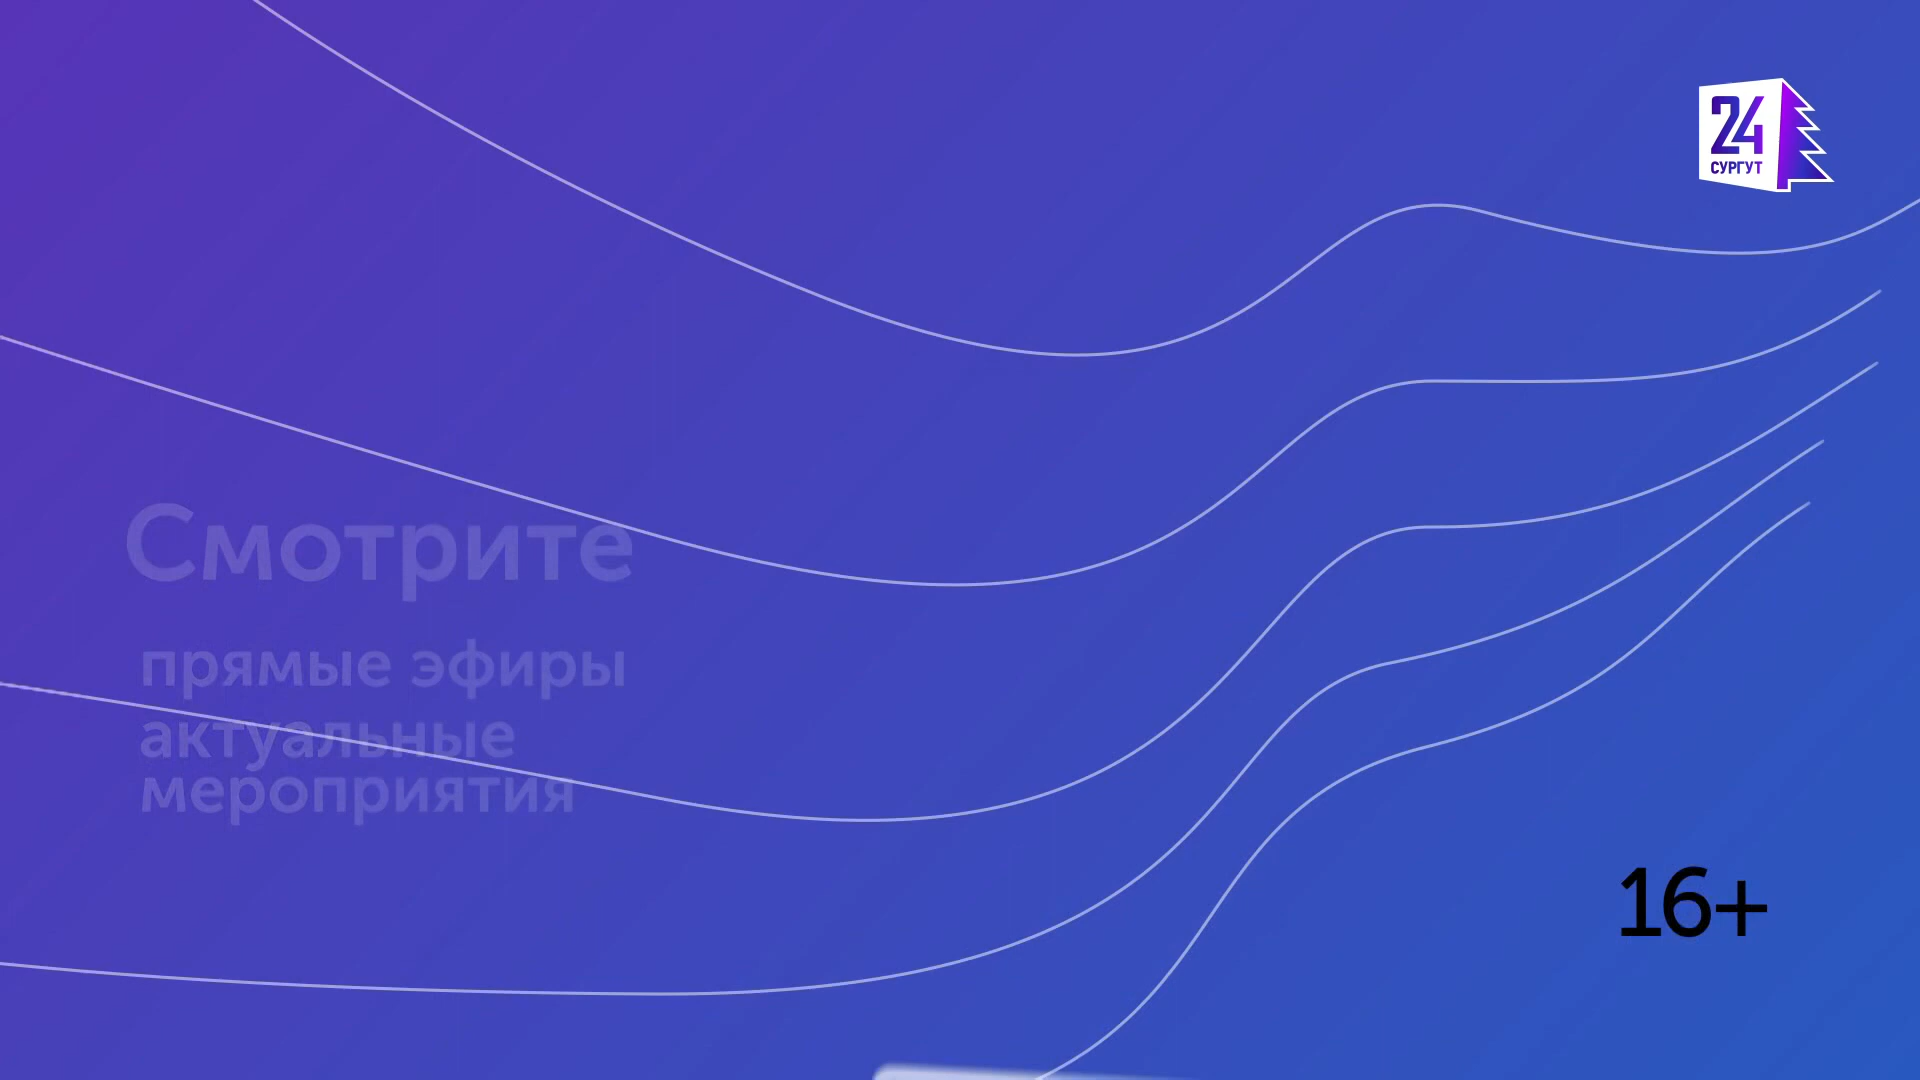 24
СУРГУТ
Смотрите
прямые эфиры
актуальные
мероприятия
16+